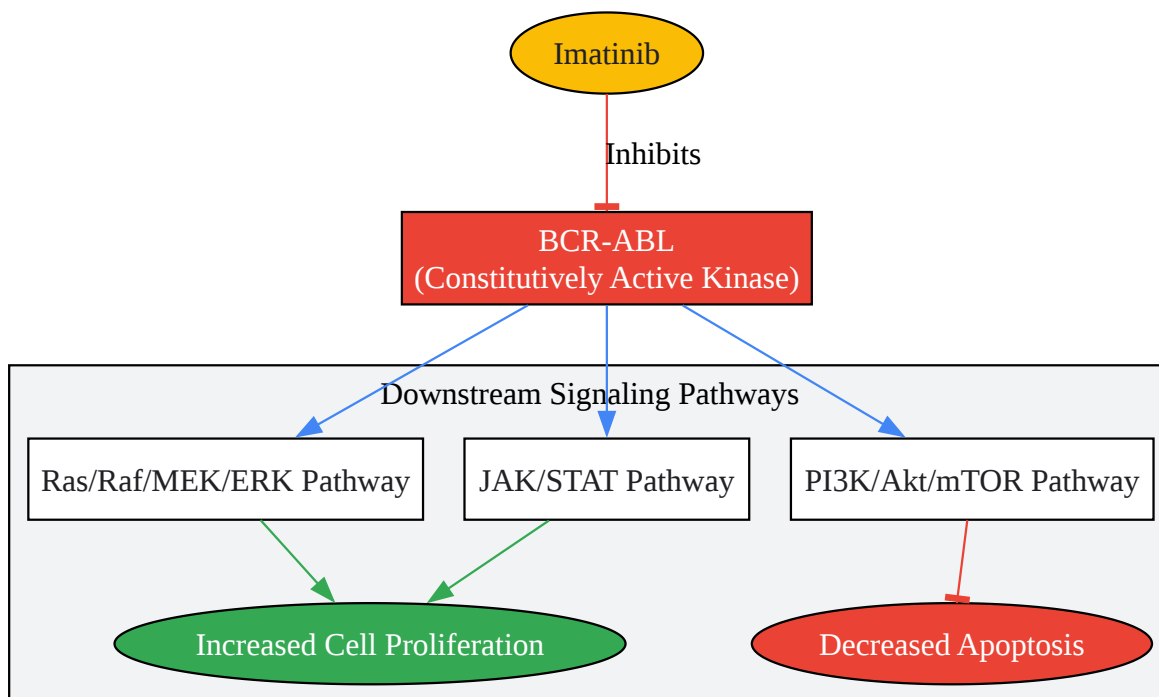 Imatinib
Inhibits
BCR-ABL
(Constitutively Active Kinase)
Downstream Signaling Pathways
Ras/Raf/MEK/ERK Pathway
JAK/STAT Pathway
PI3K/Akt/mTOR Pathway
Increased Cell Proliferation
Decreased Apoptosis